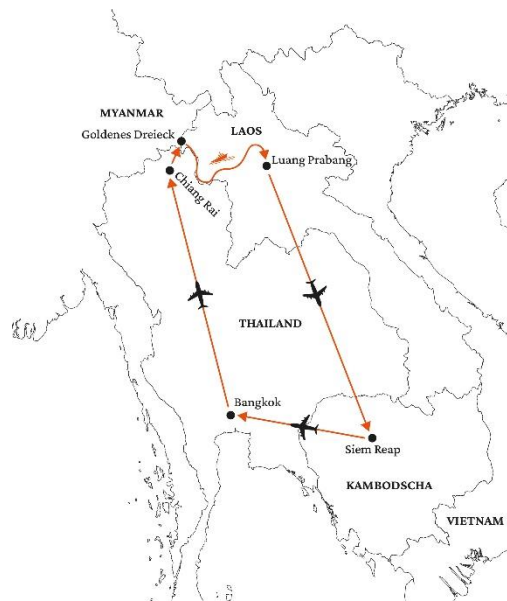 MYANMAR
LAOS
Goldenes Dreieck
Luang Prabang
Chiang Rai
THAILAND
Bangkok
Siem Reap
KAMBODSCHA
VIETNAM